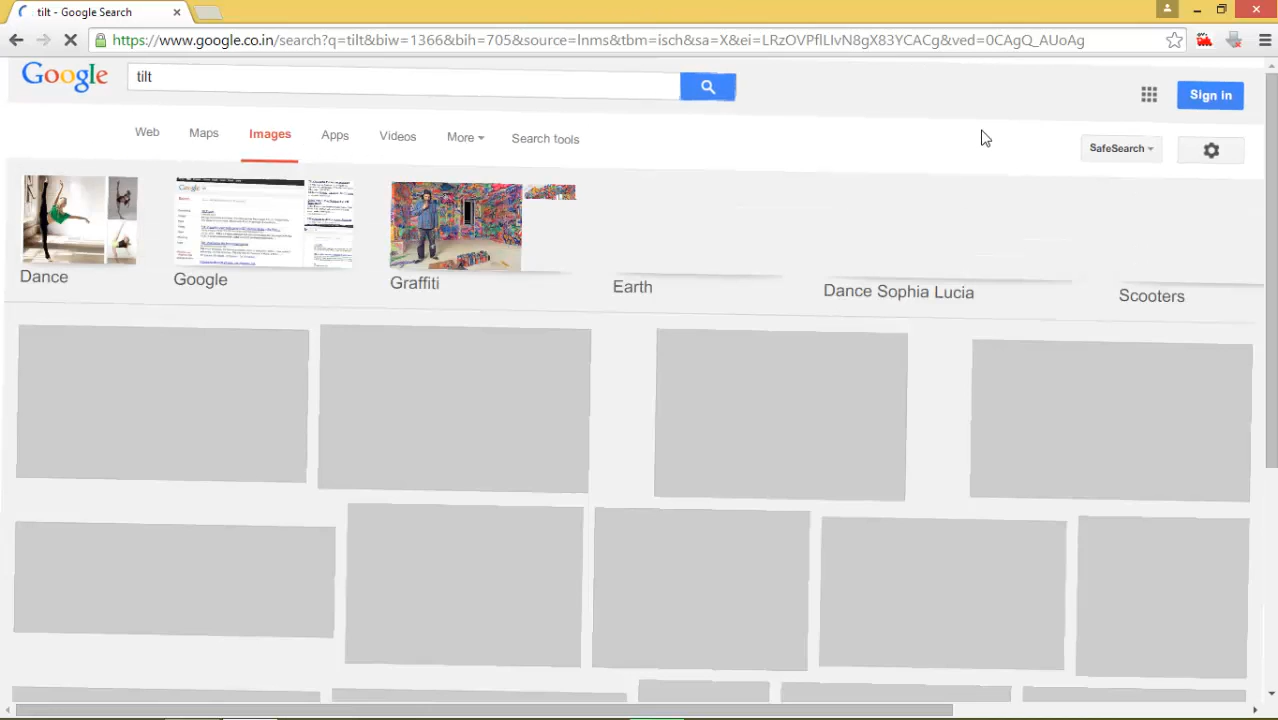 tilt - Google Search
https://www.google.co.in/search?q=tilt&biw=1366&bih=705&source=lnms&tbm=isch&sa=X&ei=LRzOVPflIIvN8gX83YCACg&ved=0CAgQ_AUoAg
Google
tilt
Sign in
Web Maps Images Apps Videos More Search tools
SafeSearch
Dance Google Graffiti Earth Dance Sophia Lucia Scooters